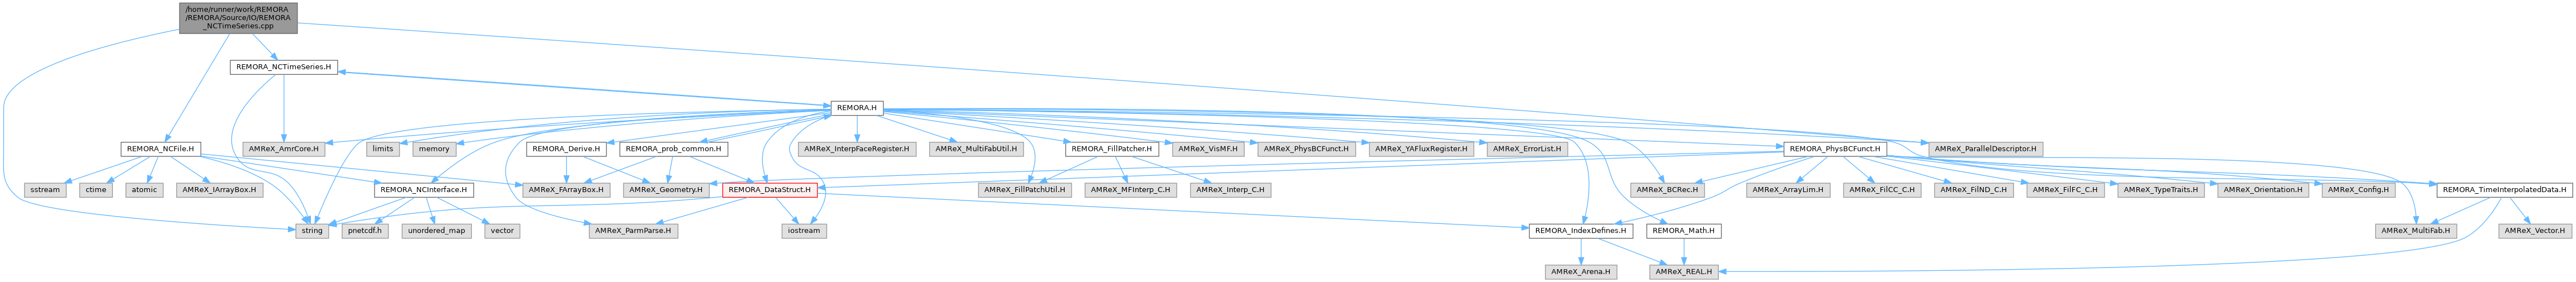 /home/runner/work/REMORA
/REMORA/Source/IO/REMORA
_NCTimeSeries.cpp
REMORA_NCTimeSeries.H
REMORA.H
REMORA_NCFile.H
AMReX_AmrCore.H
limits
memory
REMORA_Derive.H
REMORA_prob_common.H
AMReX_InterpFaceRegister.H
AMReX_MultiFabUtil.H
REMORA_FillPatcher.H
AMReX_VisMF.H
AMReX_PhysBCFunct.H
AMReX_YAFluxRegister.H
AMReX_ErrorList.H
REMORA_PhysBCFunct.H
AMReX_ParallelDescriptor.H
sstream
ctime
atomic
AMReX_IArrayBox.H
REMORA_NCInterface.H
AMReX_FArrayBox.H
AMReX_Geometry.H
REMORA_DataStruct.H
AMReX_FillPatchUtil.H
AMReX_MFInterp_C.H
AMReX_Interp_C.H
AMReX_BCRec.H
AMReX_ArrayLim.H
AMReX_FilCC_C.H
AMReX_FilND_C.H
AMReX_FilFC_C.H
AMReX_TypeTraits.H
AMReX_Orientation.H
AMReX_Config.H
REMORA_TimeInterpolatedData.H
string
pnetcdf.h
unordered_map
vector
AMReX_ParmParse.H
iostream
REMORA_IndexDefines.H
REMORA_Math.H
AMReX_MultiFab.H
AMReX_Vector.H
AMReX_Arena.H
AMReX_REAL.H